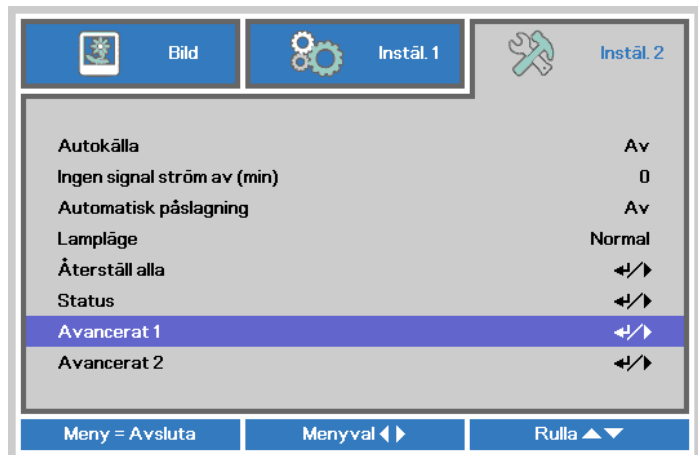 Bild
Instäl. 1
Instäl. 2
Autokälla Av
Ingen signal ström av (min) 0
Automatisk påslagning Av
Lampläge Normal
Återställ alla
Status
Avancerat 1
Avancerat 2
Meny = Avsluta
Menyval
Rulla